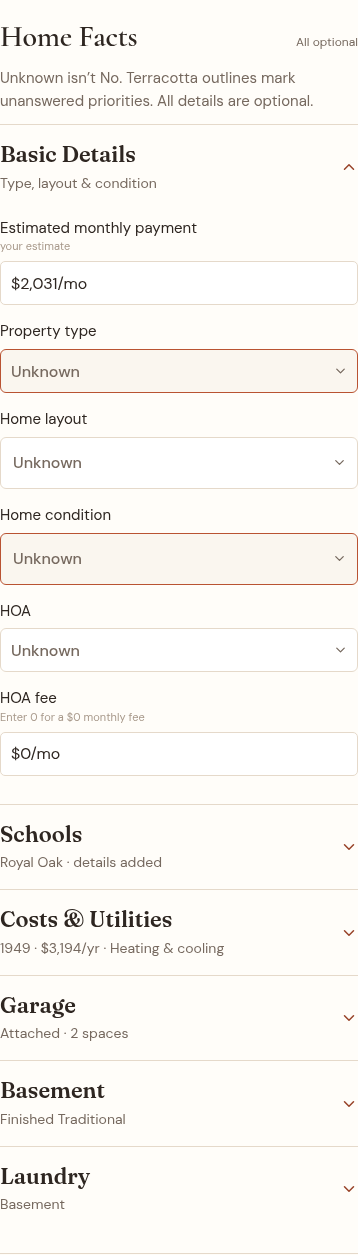 Home Facts
All optional
Unknown isn’t No. Terracotta outlines mark
unanswered priorities. All details are optional.
Basic Details
Type, layout & condition
Estimated monthly payment
your estimate
$2,031/mo
Property type
Unknown
Home layout
Unknown
Home condition
Unknown
HOA
Unknown
HOA fee
Enter 0 for a $0 monthly fee
$0/mo
Schools
Royal Oak · details added
Costs & Utilities
1949 · $3,194/yr · Heating & cooling
Garage
Attached · 2 spaces
Basement
Finished Traditional
Laundry
Basement